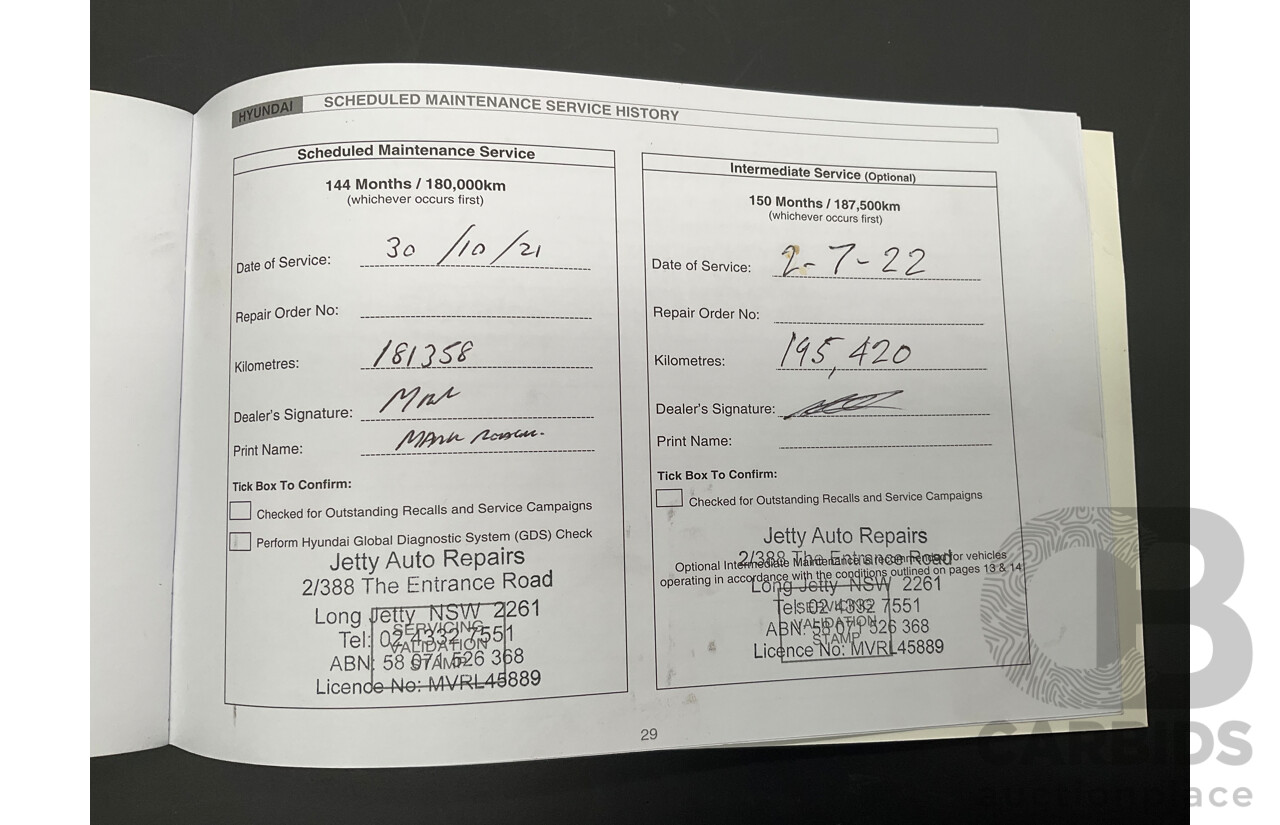 HYUNDAI SCHEDULED MAINTENANCE SERVICE HISTORY
Scheduled Maintenance Service
144 Months / 180,000km
(whichever occurs first)
Date of Service: 30/10/21
Repair Order No:
Kilometres: 181358
Dealer's Signature:
Print Name: MARK
Tick Box To Confirm:
Checked for Outstanding Recalls and Service Campaigns
Perform Hyundai Global Diagnostic System (GDS) Check
Jetty Auto Repairs
2/388 The Entrance Road
Long Jetty NSW 2261
Tel: 02 4332 7551
ABN: 58 071 526 368
Licence No: MVRL45889
SERVICING
VALIDATION
STAMP
Intermediate Service (Optional)
150 Months / 187,500km
(whichever occurs first)
Date of Service: 2-7-22
Repair Order No:
Kilometres: 195,420
Dealer's Signature:
Print Name:
Tick Box To Confirm:
Checked for Outstanding Recalls and Service Campaigns
Optional Intermediate Maintenance is recommended for vehicles
operating in accordance with the conditions outlined on pages 13 & 14
Jetty Auto Repairs
2/388 The Entrance Road
Long Jetty NSW 2261
Tel: 02 4332 7551
ABN: 58 071 526 368
Licence No: MVRL45889
SERVICING
VALIDATION
STAMP
29
CARBIDS
auctionplace